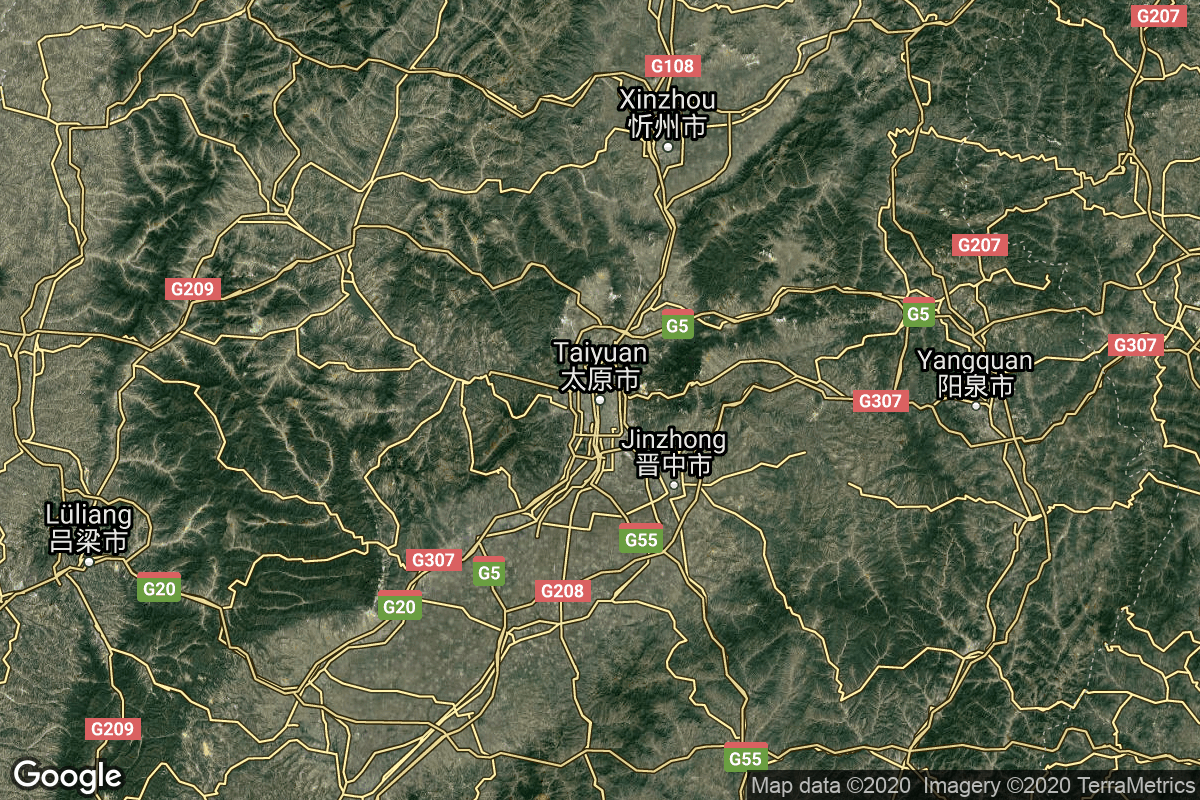 G207
G108
Xinzhou
忻州市
G207
G209
G5
G5
G307
Taiyuan
太原市
Yangquan
阳泉市
G307
Jinzhong
晋中市
Lüliang
吕梁市
G55
G307
G5
G20
G208
G20
G209
G55
Google
Map data ©2020 Imagery ©2020 TerraMetrics